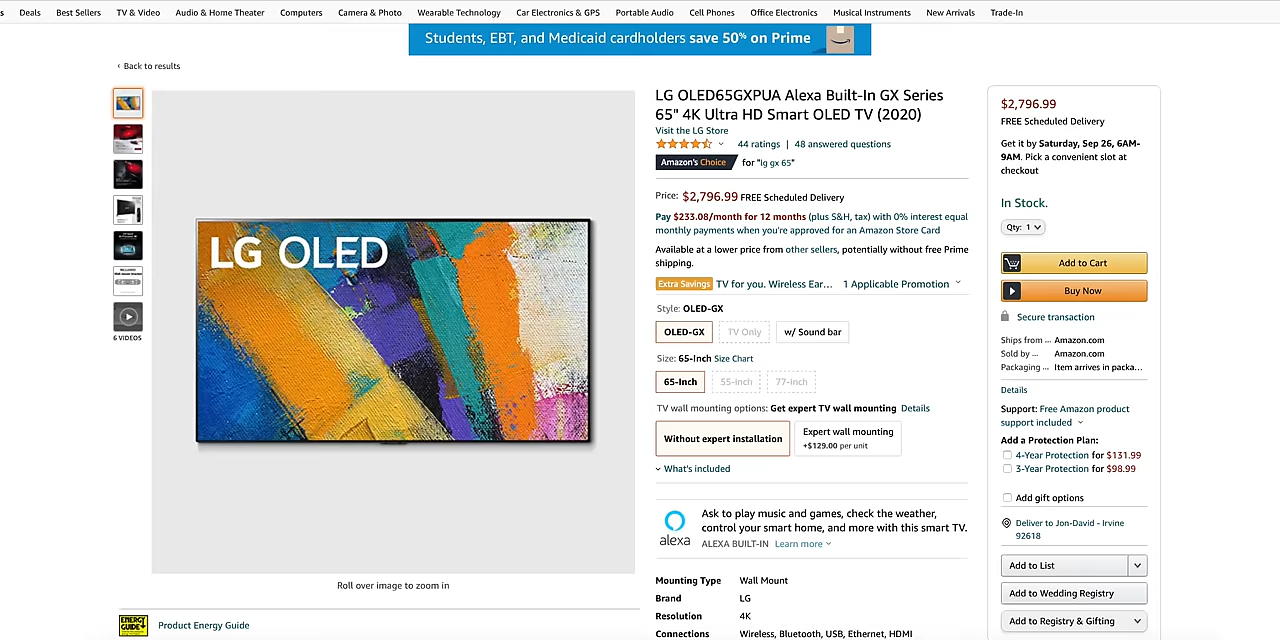 s Deals Best Sellers TV & Video Audio & Home Theater Computers Camera & Photo Wearable Technology Car Electronics & GPS Portable Audio Cell Phones Office Electronics Musical Instruments New Arrivals Trade-In
Students, EBT, and Medicaid cardholders save 50% on Prime
‹ Back to results
6 VIDEOS
LG OLED
Roll over image to zoom in
ENERGY GUIDE
Product Energy Guide
LG OLED65GXPUA Alexa Built-In GX Series
65" 4K Ultra HD Smart OLED TV (2020)
Visit the LG Store
44 ratings | 48 answered questions
Amazon's Choice for "lg gx 65"
Price: $2,796.99 FREE Scheduled Delivery
Pay $233.08/month for 12 months (plus S&H, tax) with 0% interest equal
monthly payments when you're approved for an Amazon Store Card
Available at a lower price from other sellers, potentially without free Prime
shipping.
Extra Savings TV for you. Wireless Ear... 1 Applicable Promotion
Style: OLED-GX
OLED-GX TV Only w/ Sound bar
Size: 65-Inch Size Chart
65-Inch 55-Inch 77-Inch
TV wall mounting options: Get expert TV wall mounting Details
Without expert installation
Expert wall mounting
+$129.00 per unit
What's included
alexa
Ask to play music and games, check the weather,
control your smart home, and more with this smart TV.
ALEXA BUILT-IN Learn more
Mounting Type Wall Mount
Brand LG
Resolution 4K
Connections Wireless, Bluetooth, USB, Ethernet, HDMI
$2,796.99
FREE Scheduled Delivery
Get it by Saturday, Sep 26, 6AM-
9AM. Pick a convenient slot at
checkout
In Stock.
Qty: 1
Add to Cart
Buy Now
Secure transaction
Ships from ... Amazon.com
Sold by ... Amazon.com
Packaging ... Item arrives in packa...
Details
Support: Free Amazon product
support included
Add a Protection Plan:
4-Year Protection for $131.99
3-Year Protection for $98.99
Add gift options
Deliver to Jon-David - Irvine
92618
Add to List
Add to Wedding Registry
Add to Registry & Gifting